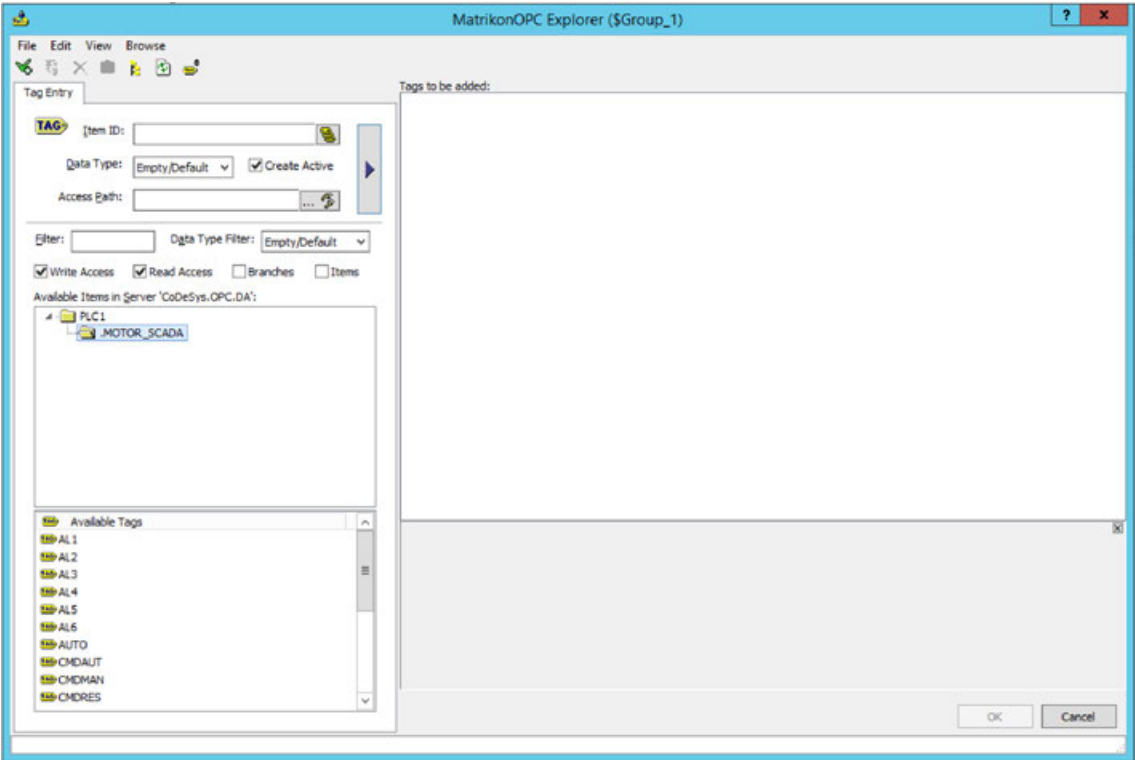 MatrikonOPC Explorer ($Group_1)
? x
File Edit View Browse
Tag Entry
Tags to be added:
TAG Item ID:
Data Type: Empty/Default Create Active
Access Path: ...
Filter: Data Type Filter: Empty/Default
Write Access Read Access Branches Items
Available Items in Server 'CoDeSys.OPC.DA':
PLC1
.MOTOR_SCADA
Available Tags
AL1
AL2
AL3
AL4
AL5
AL6
AUTO
CMDAUT
CMDMAN
CMDRES
OK Cancel